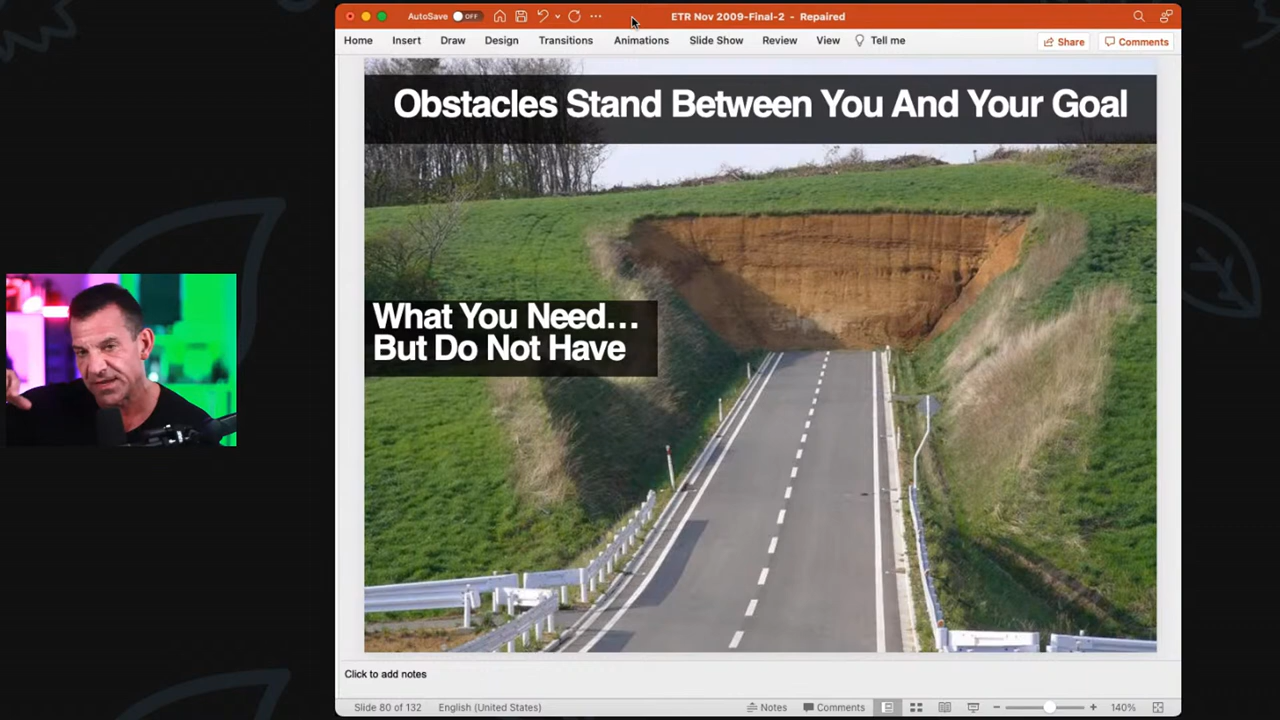 AutoSave OFF
ETR Nov 2009-Final-2 - Repaired
Home Insert Draw Design Transitions Animations Slide Show Review View Tell me Share Comments
Obstacles Stand Between You And Your Goal
What You Need...
But Do Not Have
Click to add notes
Slide 80 of 132 English (United States) Notes Comments 140%